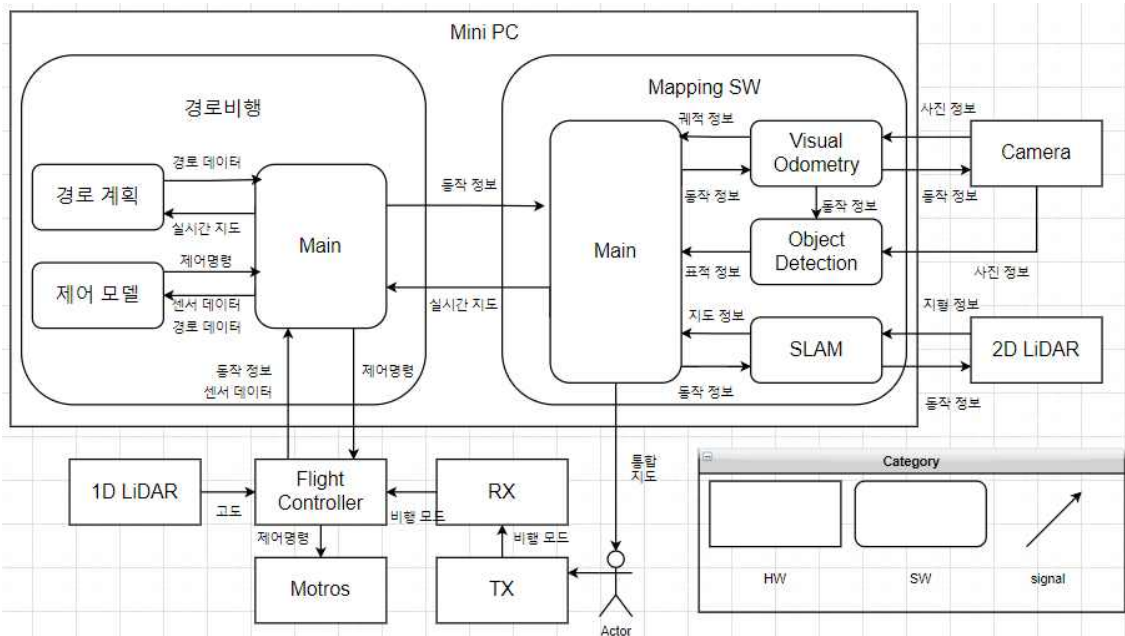 Mini PC
경로비행
Mapping SW
궤적 정보
사진 정보
Visual
Odometry
Camera
경로 데이터
경로 계획
동작 정보
동작 정보
동작 정보
동작 정보
실시간 지도
Main
Main
Object
Detection
제어명령
표적 정보
사진 정보
제어 모델
센서 데이터
경로 데이터
실시간 지도
지도 정보
지형 정보
SLAM
2D LiDAR
동작 정보
센서 데이터
제어명령
동작 정보
동작 정보
1D LiDAR
고도
Flight
Controller
비행 모드
RX
통합
지도
제어명령
비행 모드
Motros
TX
Actor
Category
HW
SW
signal